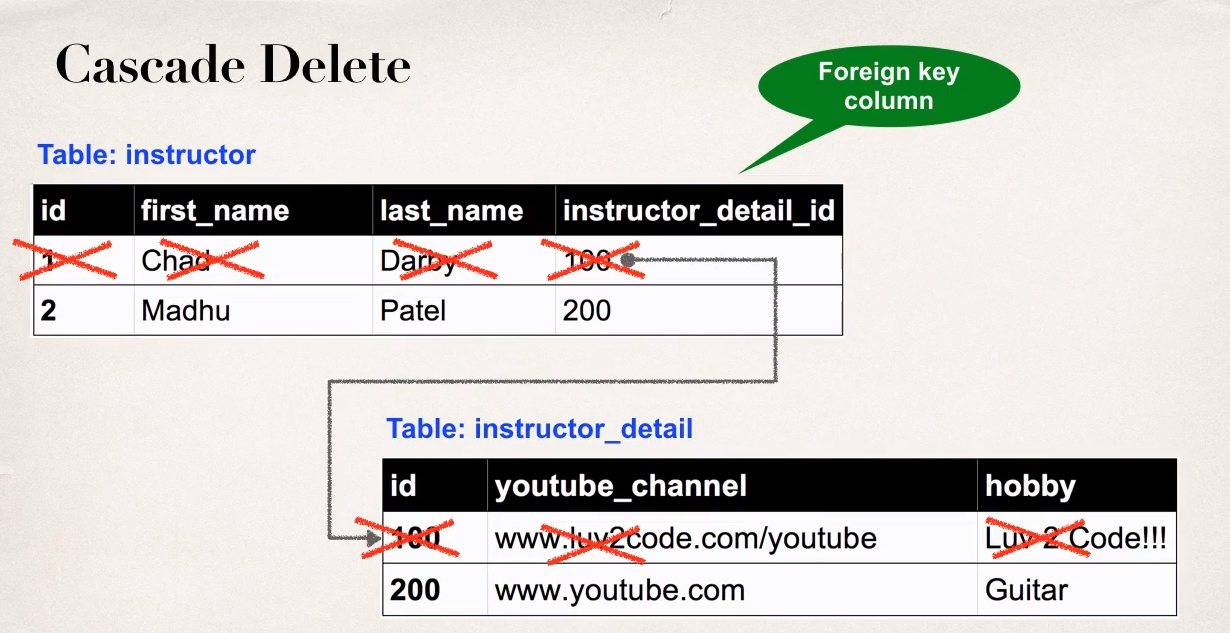 Cascade Delete
Foreign key
column
Table: instructor
id first_name last_name instructor_detail_id
1 Chad Darby 100
2 Madhu Patel 200
Table: instructor_detail
id youtube_channel hobby
100 www.luv2code.com/youtube Luv 2 Code!!!
200 www.youtube.com Guitar